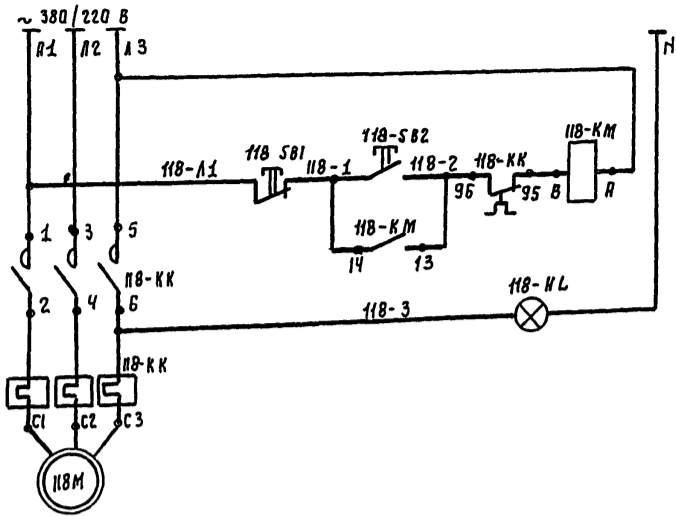 ~ 380/220 В
Л1 Л2 Л3 N
118-Л1
118 SB1
118-1
118-SB2
118-2
118-КК
118-КМ
96 95 В А
118-КМ
14 13
1 3 5
118-КК
2 4 6
118-3
118-HL
118-КК
С1 С2 С3
118М